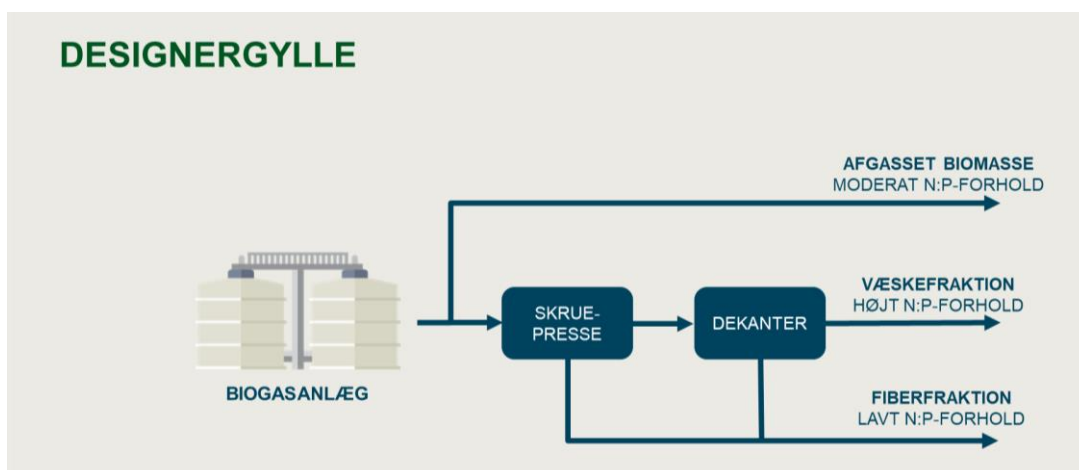 DESIGNERGYLLE
AFGASSET BIOMASSE
MODERAT N:P-FORHOLD
VÆSKEFRAKTION
HØJT N:P-FORHOLD
SKRUE-
PRESSE
DEKANTER
BIOGASANLÆG
FIBERFRAKTION
LAVT N:P-FORHOLD